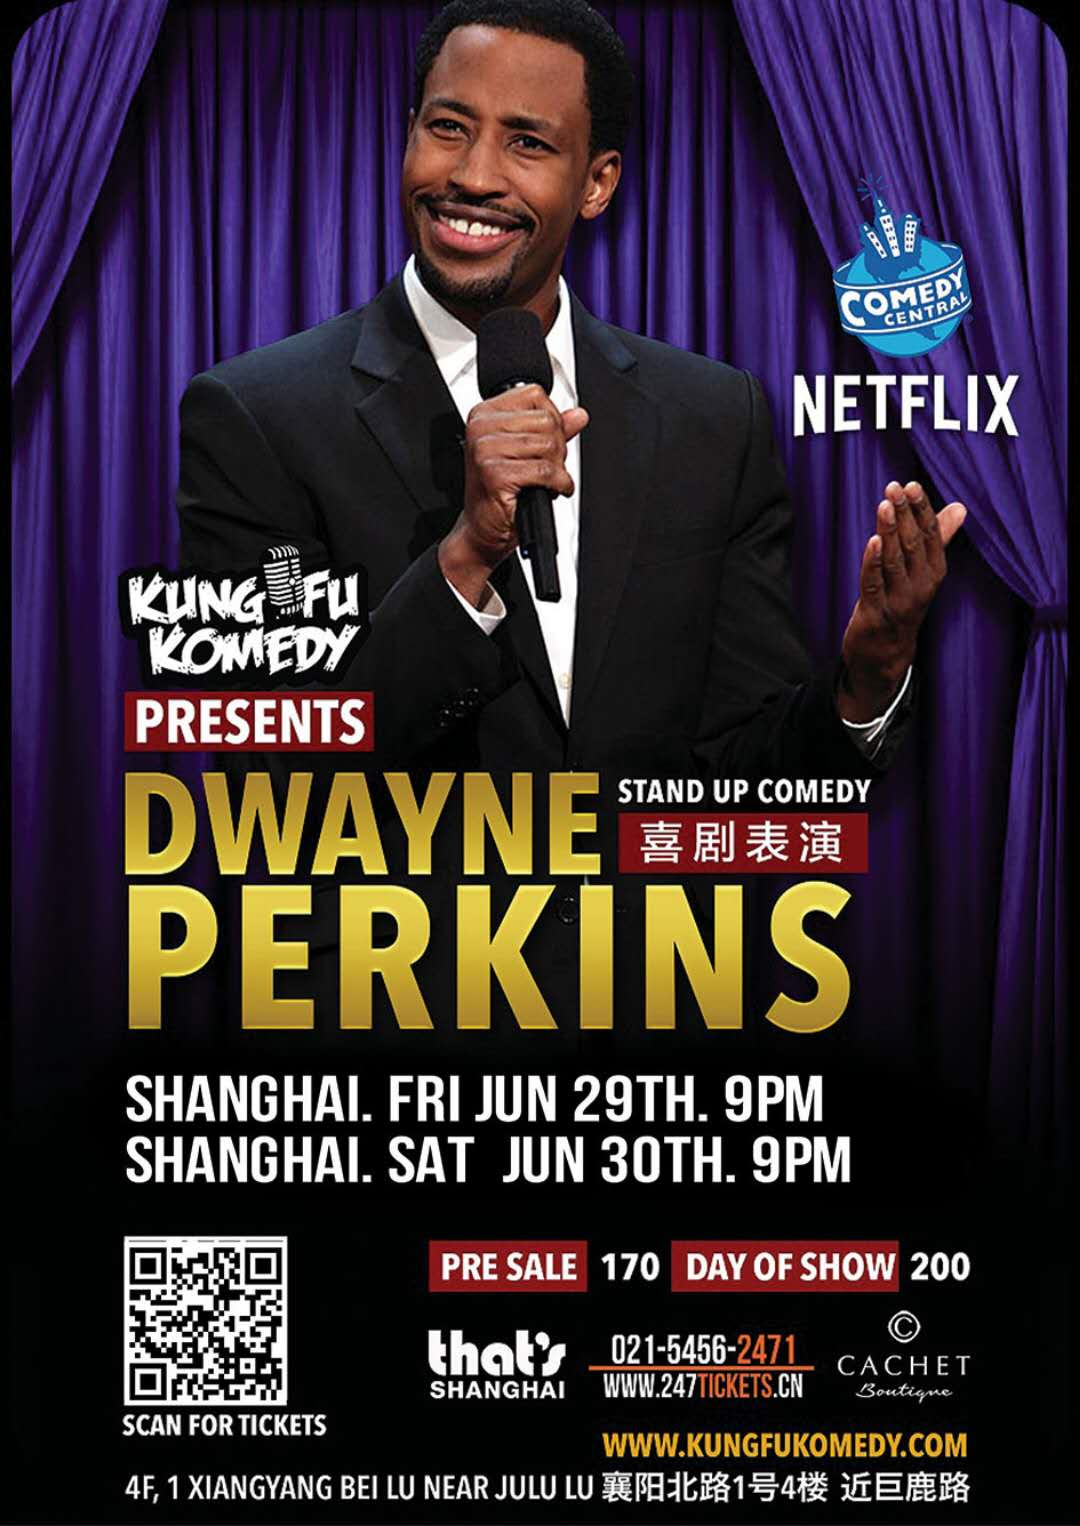 COMEDY
CENTRAL
NETFLIX
KUNG FU
KOMEDY
PRESENTS
DWAYNE
STAND UP COMEDY
喜剧表演
PERKINS
SHANGHAI. FRI JUN 29TH. 9PM
SHANGHAI. SAT JUN 30TH. 9PM
PRE SALE 170 DAY OF SHOW 200
that's
SHANGHAI
021-5456-2471
WWW.247TICKETS.CN
©
CACHET
Boutique
SCAN FOR TICKETS
WWW.KUNGFUKOMEDY.COM
4F, 1 XIANGYANG BEI LU NEAR JULU LU 襄阳北路1号4楼 近巨鹿路